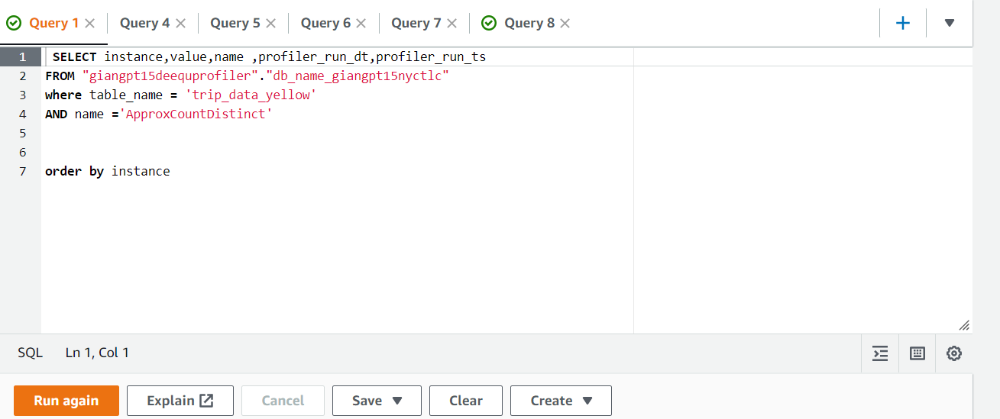 Query 1 Query 4 Query 5 Query 6 Query 7 Query 8
1 SELECT instance,value,name ,profiler_run_dt,profiler_run_ts
2 FROM "giangpt15deequprofiler"."db_name_giangpt15nyctlc"
3 where table_name = 'trip_data_yellow'
4 AND name ='ApproxCountDistinct'
5
6
7 order by instance
SQL Ln 1, Col 1
Run again Explain Cancel Save Clear Create